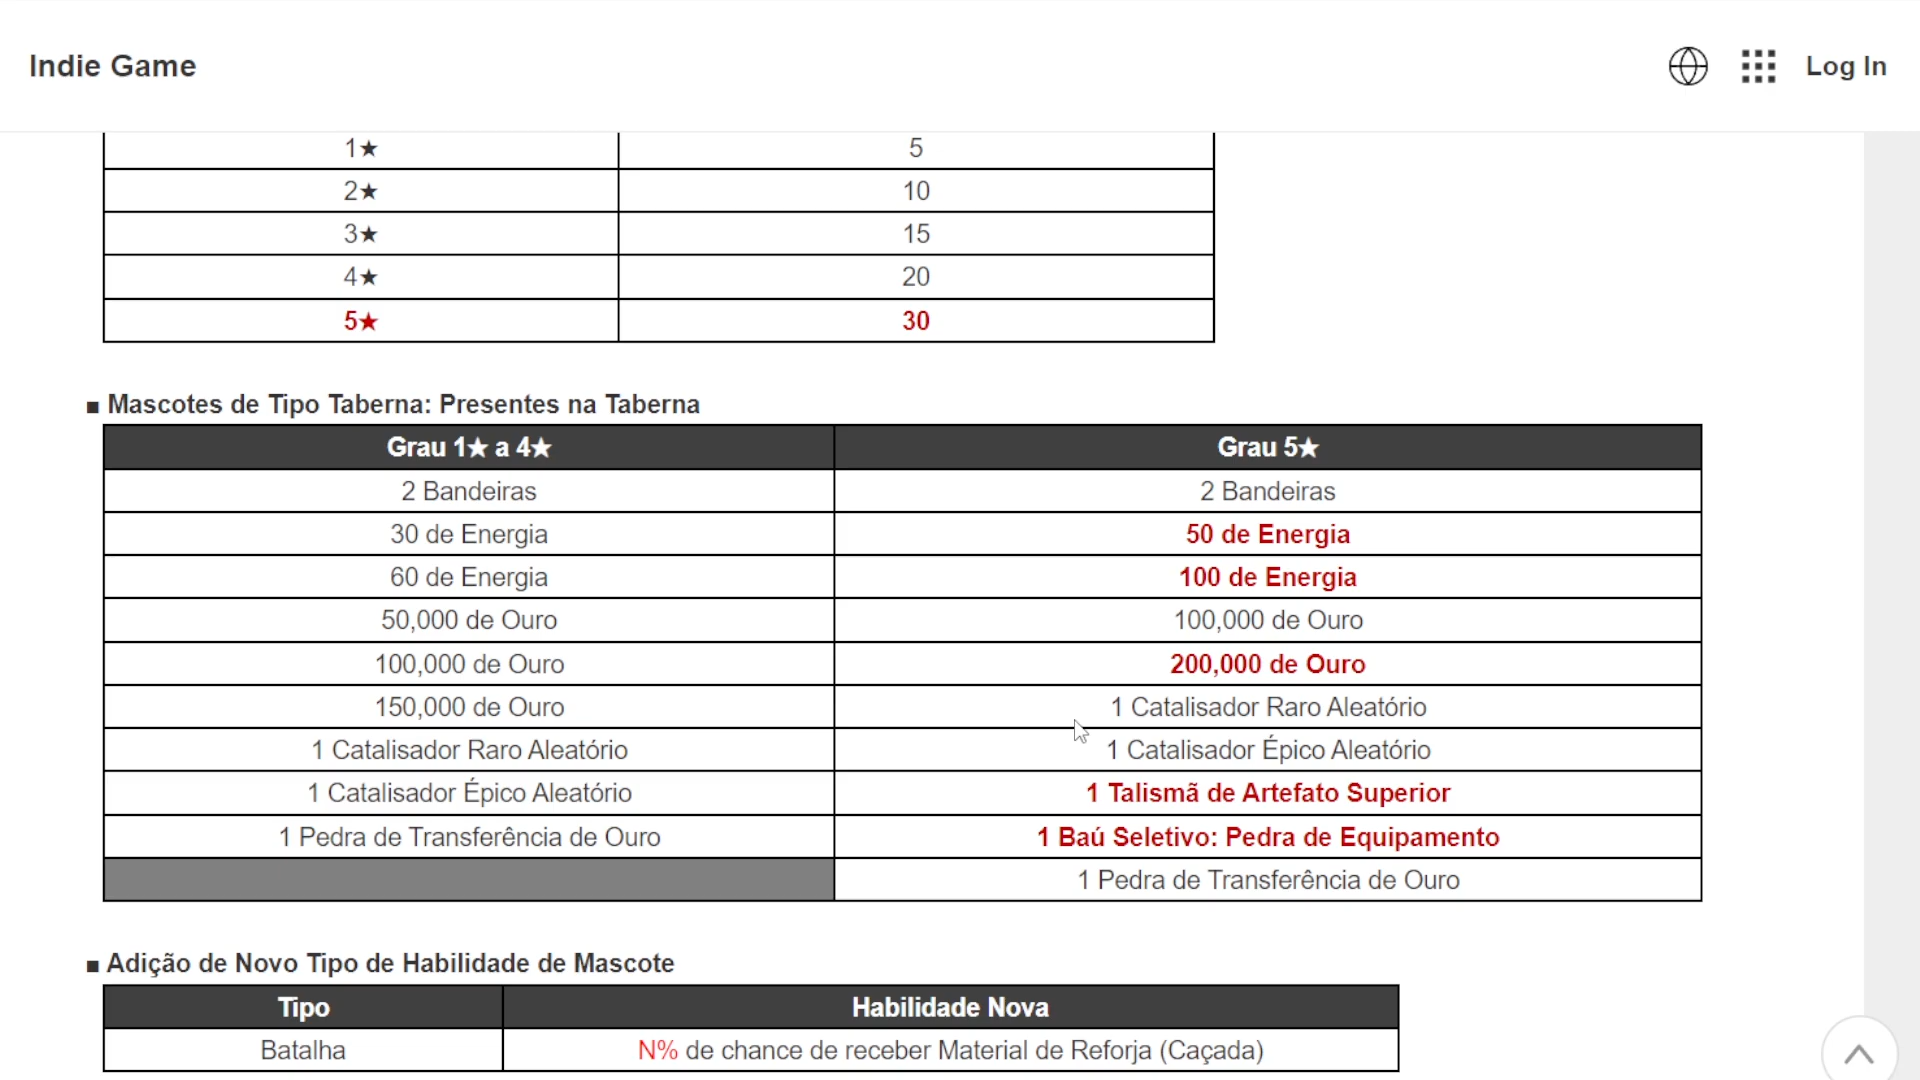 Indie Game
Log In
1★ 5
2★ 10
3★ 15
4★ 20
5★ 30
■ Mascotes de Tipo Taberna: Presentes na Taberna
Grau 1★ a 4★ Grau 5★
2 Bandeiras 2 Bandeiras
30 de Energia 50 de Energia
60 de Energia 100 de Energia
50,000 de Ouro 100,000 de Ouro
100,000 de Ouro 200,000 de Ouro
150,000 de Ouro 1 Catalisador Raro Aleatório
1 Catalisador Raro Aleatório 1 Catalisador Épico Aleatório
1 Catalisador Épico Aleatório 1 Talismã de Artefato Superior
1 Pedra de Transferência de Ouro 1 Baú Seletivo: Pedra de Equipamento
1 Pedra de Transferência de Ouro
■ Adição de Novo Tipo de Habilidade de Mascote
Tipo Habilidade Nova
Batalha N% de chance de receber Material de Reforja (Caçada)